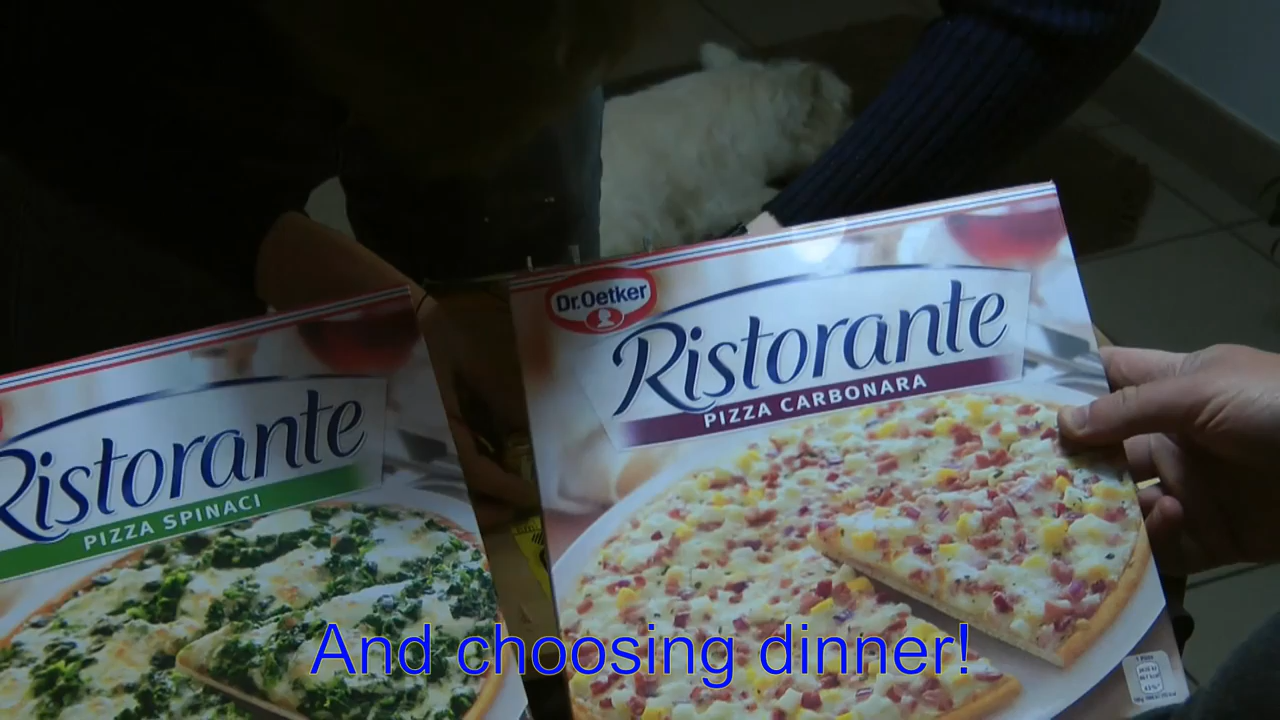 Ristorante
PIZZA SPINACI
Dr.Oetker
Ristorante
PIZZA CARBONARA
And choosing dinner!